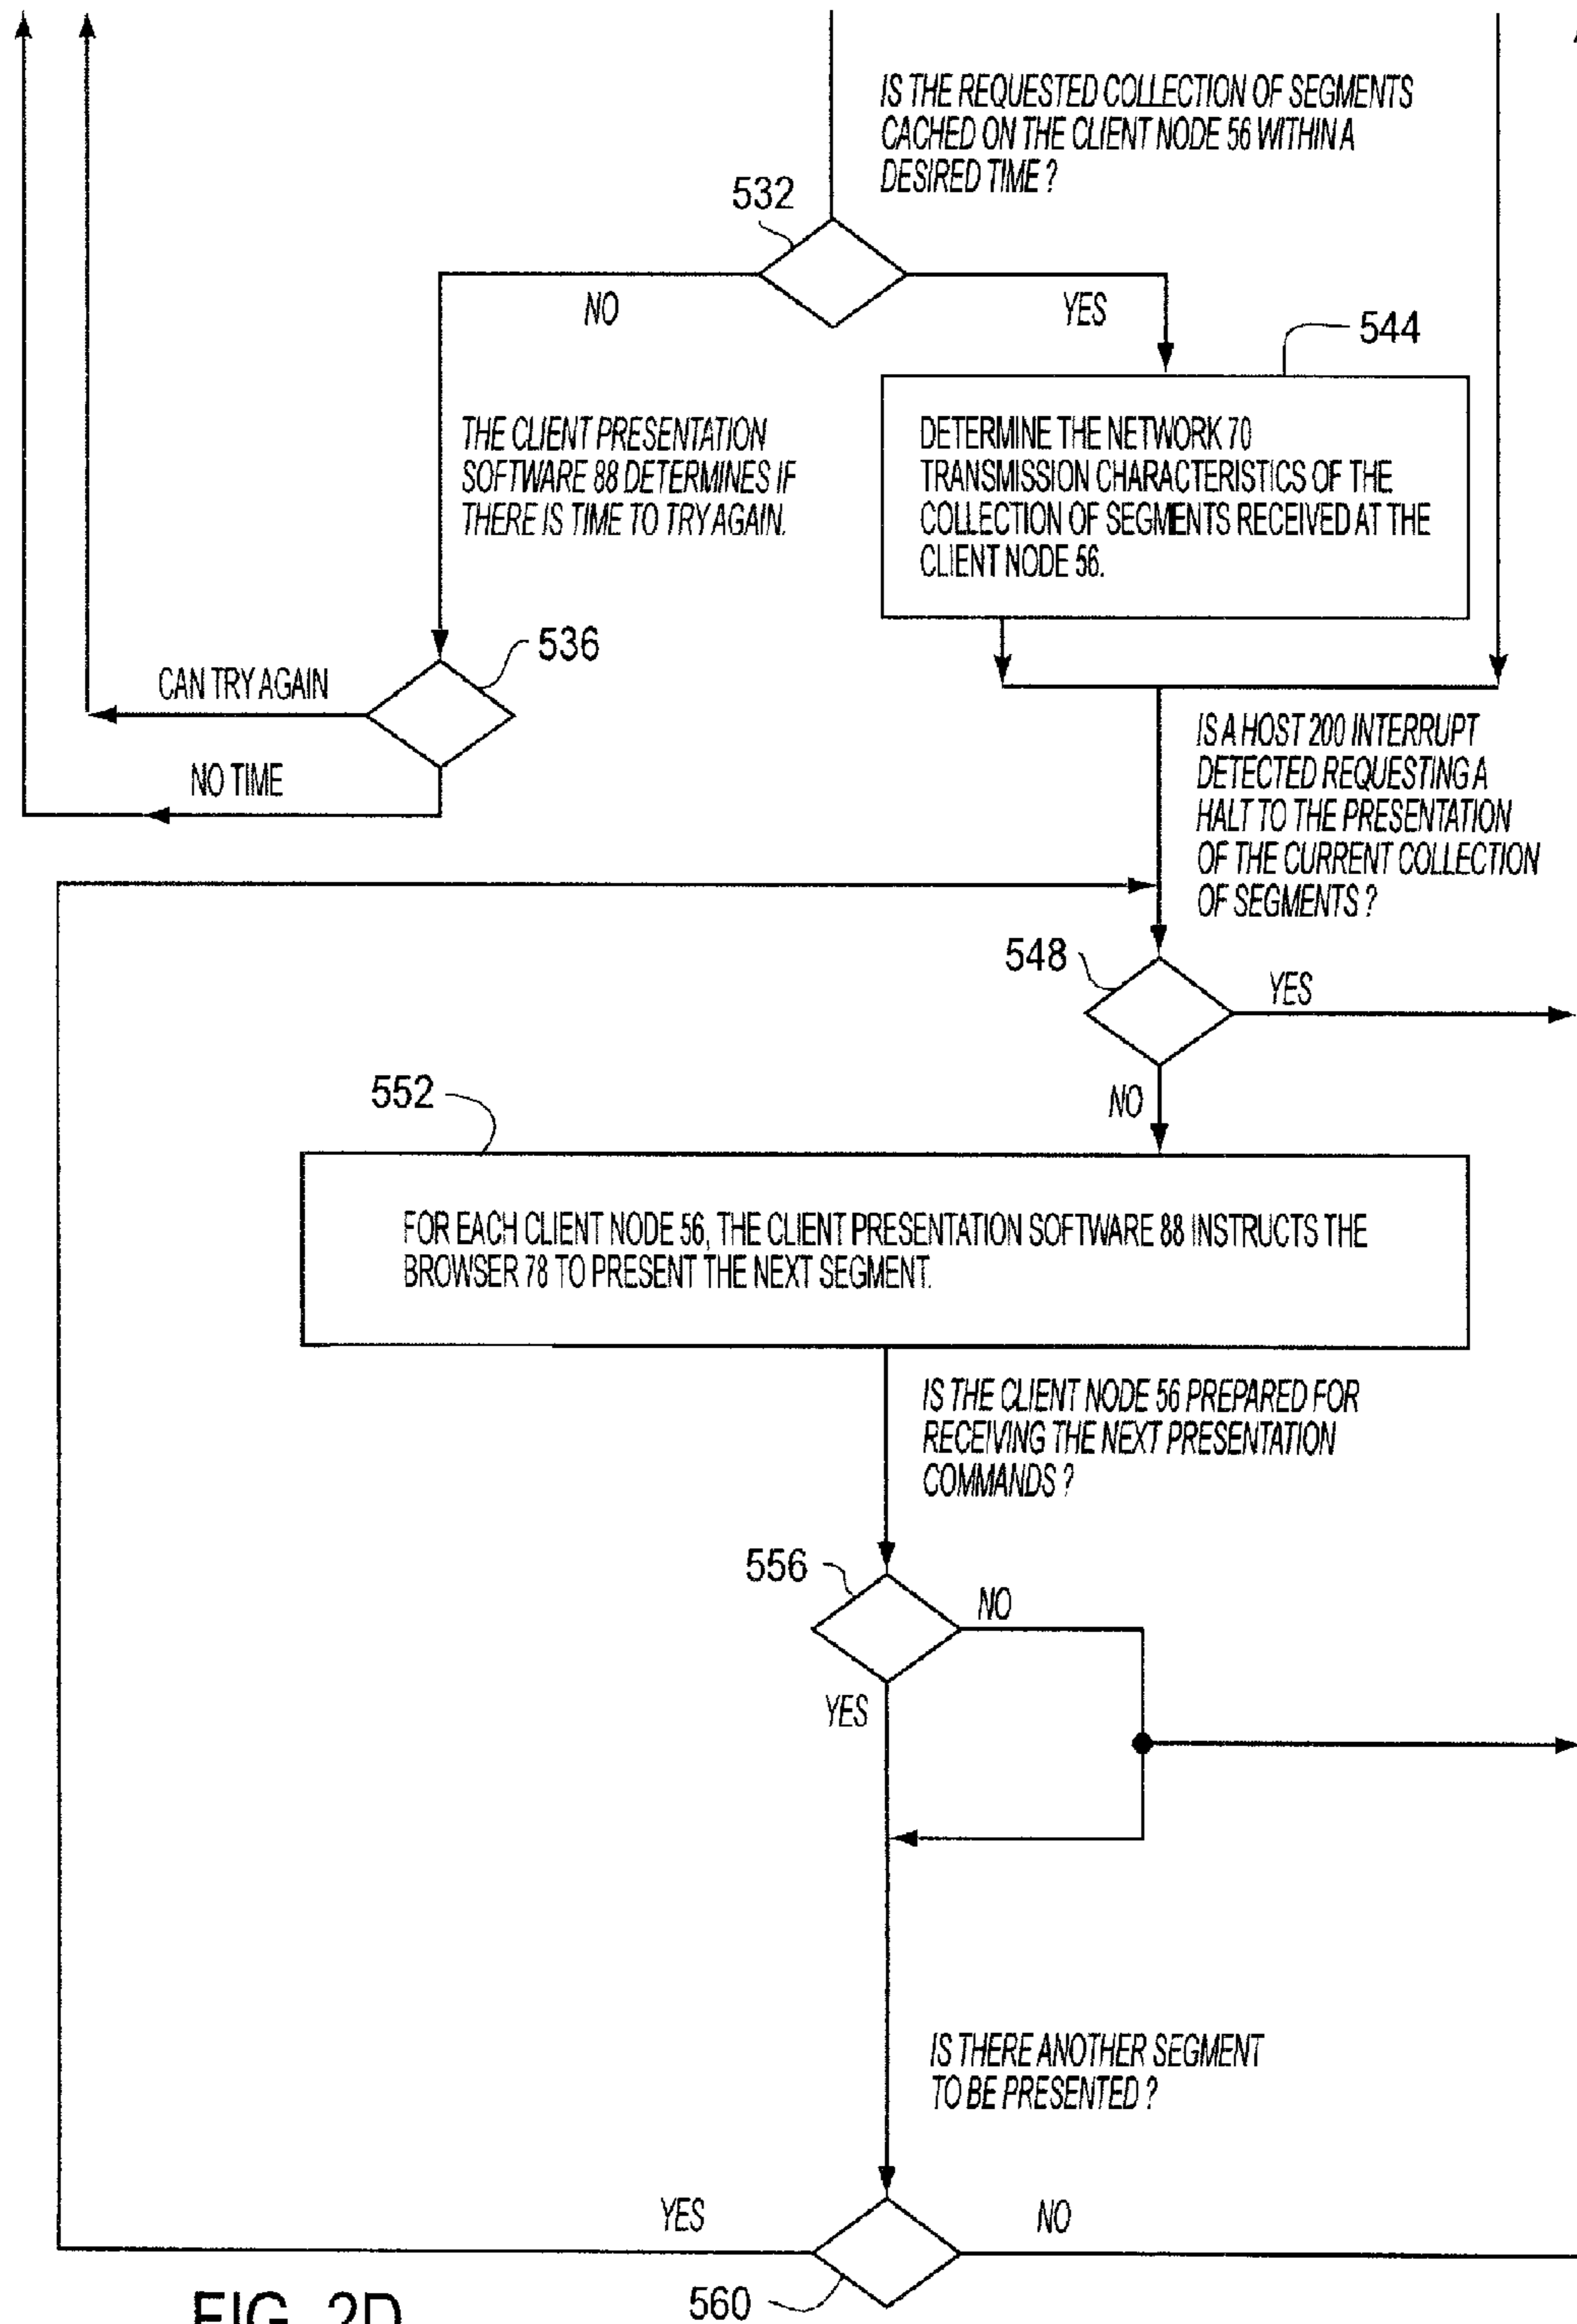 IS THE REQUESTED COLLECTION OF SEGMENTS
CACHED ON THE CLIENT NODE 56 WITHIN A
DESIRED TIME ?
532
NO
YES
544
THE CLIENT PRESENTATION
SOFTWARE 88 DETERMINES IF
THERE IS TIME TO TRY AGAIN.
DETERMINE THE NETWORK 70
TRANSMISSION CHARACTERISTICS OF THE
COLLECTION OF SEGMENTS RECEIVED AT THE
CLIENT NODE 56.
536
CAN TRY AGAIN
NO TIME
IS A HOST 200 INTERRUPT
DETECTED REQUESTING A
HALT TO THE PRESENTATION
OF THE CURRENT COLLECTION
OF SEGMENTS ?
548
YES
NO
552
FOR EACH CLIENT NODE 56, THE CLIENT PRESENTATION SOFTWARE 88 INSTRUCTS THE
BROWSER 78 TO PRESENT THE NEXT SEGMENT.
IS THE CLIENT NODE 56 PREPARED FOR
RECEIVING THE NEXT PRESENTATION
COMMANDS ?
556
NO
YES
IS THERE ANOTHER SEGMENT
TO BE PRESENTED ?
YES
NO
560
FIG. 2D